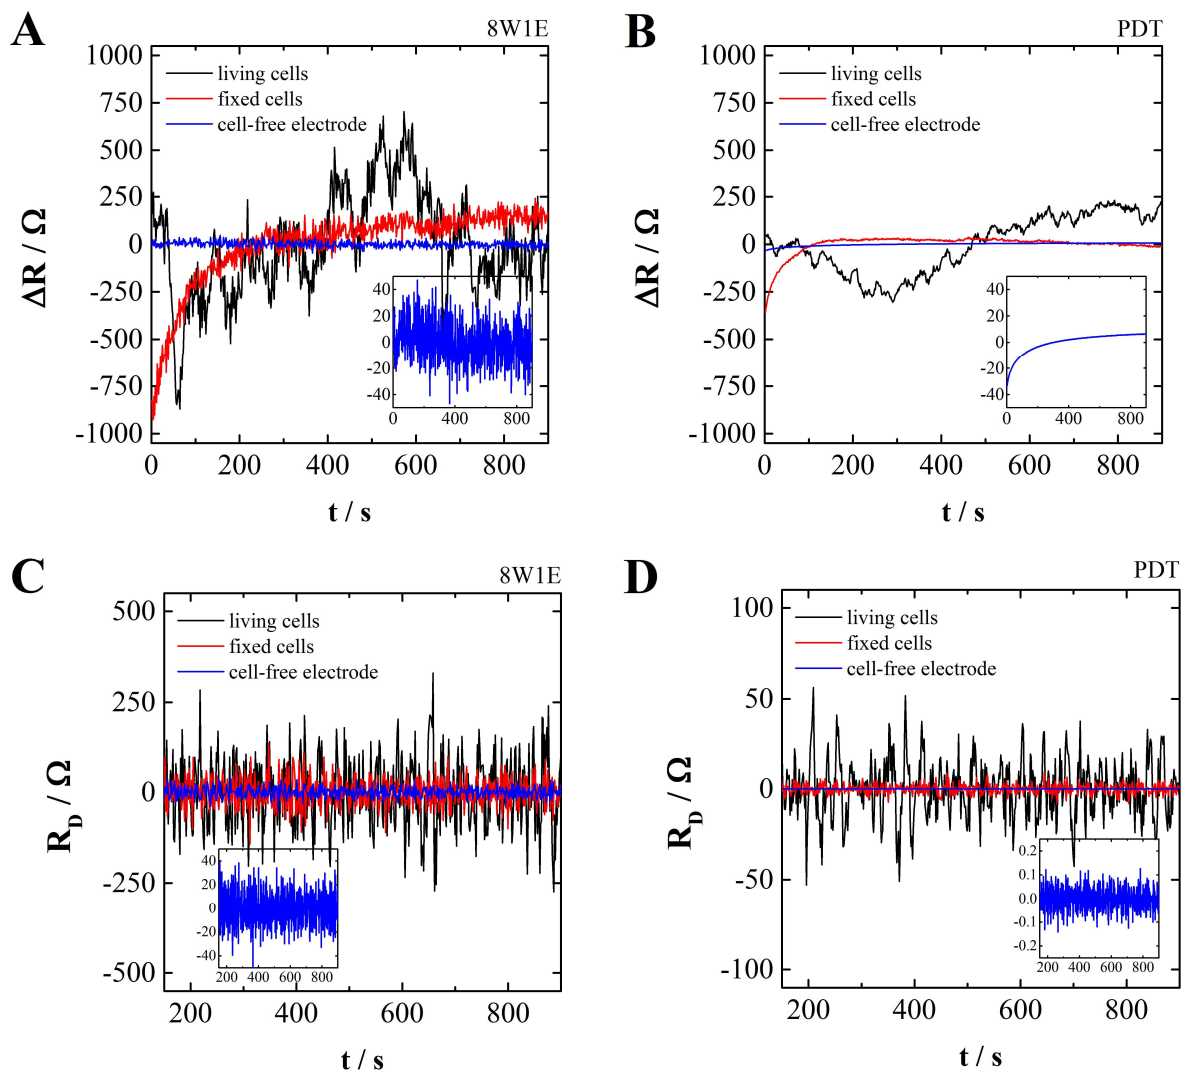 A
8W1E
living cells
fixed cells
cell-free electrode
1000
750
500
250
0
-250
-500
-750
-1000
ΔR / Ω
0
200
400
600
800
t / s
40
20
0
-20
-40
0
400
800
B
PDT
living cells
fixed cells
cell-free electrode
1000
750
500
250
0
-250
-500
-750
-1000
ΔR / Ω
0
200
400
600
800
t / s
40
20
0
-20
-40
0
400
800
C
8W1E
living cells
fixed cells
cell-free electrode
500
250
0
-250
-500
R_D / Ω
200
400
600
800
t / s
40
20
0
-20
-40
200
400
600
800
D
PDT
living cells
fixed cells
cell-free electrode
100
50
0
-50
-100
R_D / Ω
200
400
600
800
t / s
0.2
0.1
0.0
-0.1
-0.2
200
400
600
800